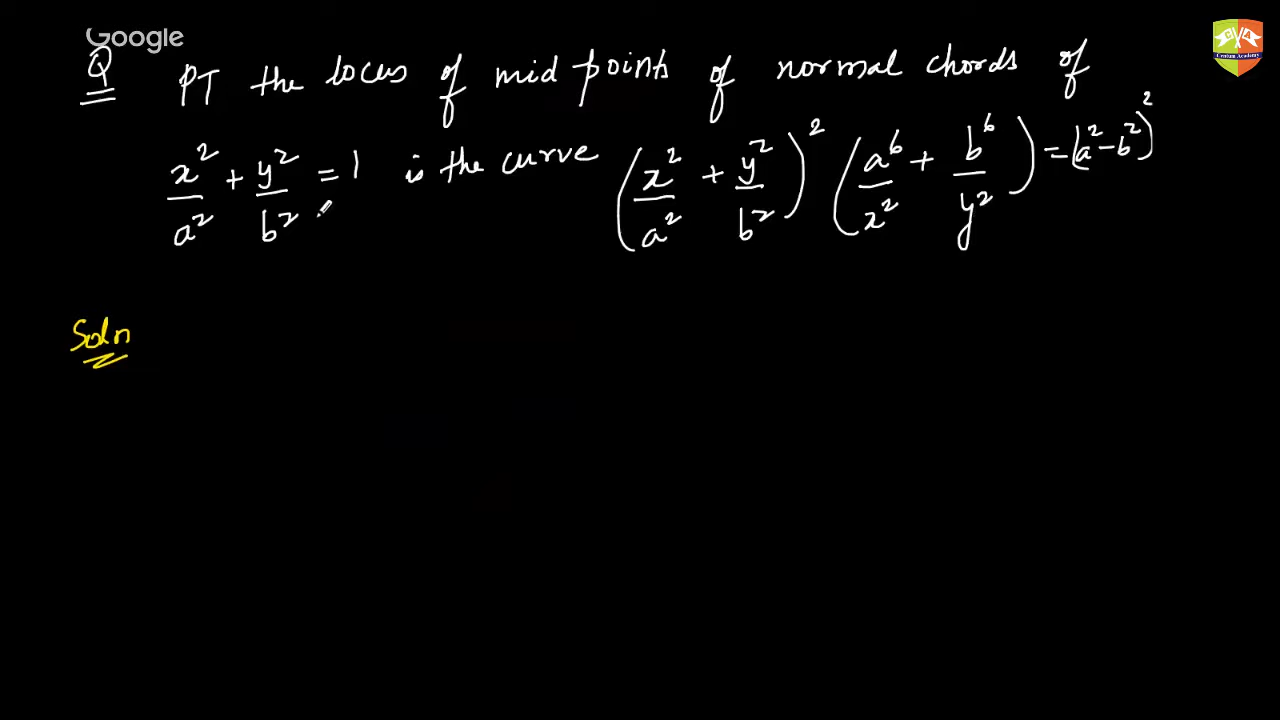 Google
Q PT the locus of mid points of normal chords of
x²/a² + y²/b² = 1 is the curve (x²/a² + y²/b²)² (a⁶/x² + b⁶/y²) = (a² - b²)²
Soln